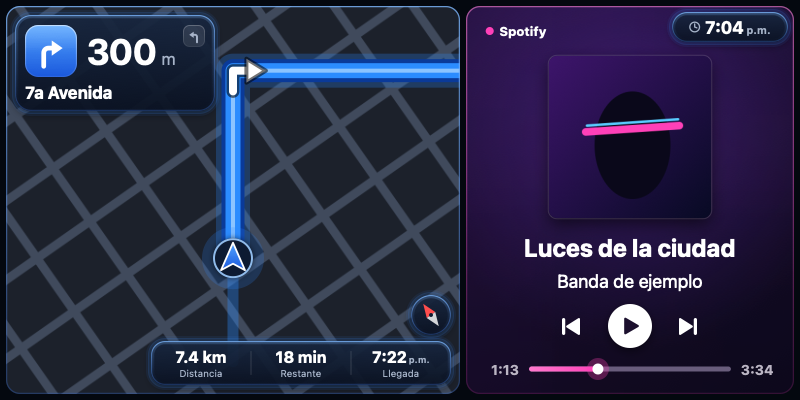 300 m
7a Avenida
7.4 km
Distancia
18 min
Restante
7:22 p.m.
Llegada
Spotify
7:04 p.m.
Luces de la ciudad
Banda de ejemplo
1:13
3:34